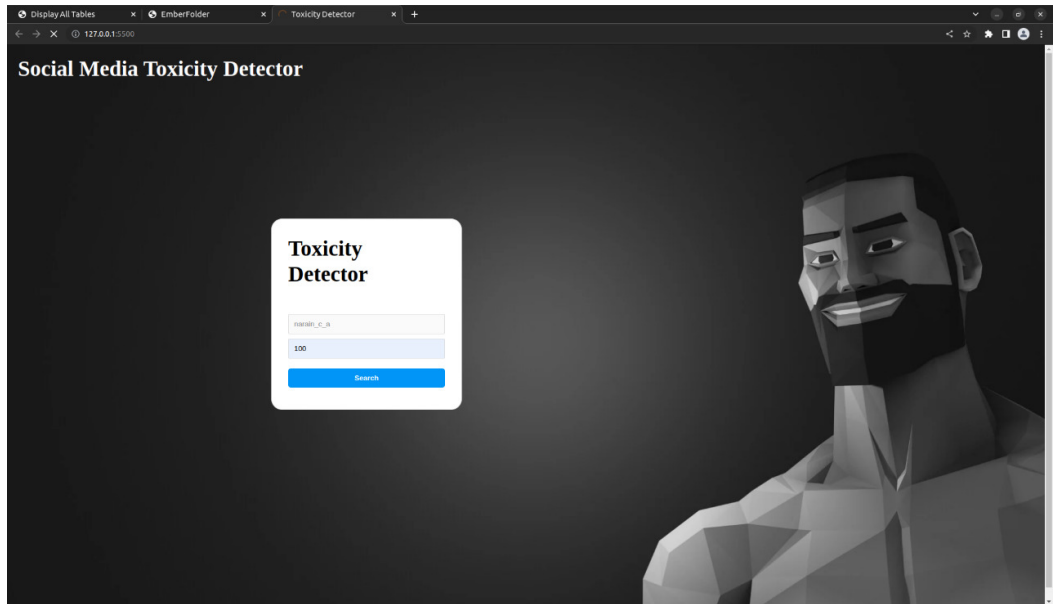 Display All Tables
EmberFolder
Toxicity Detector
127.0.0.1:5500
Social Media Toxicity Detector
Toxicity
Detector
narain_c_a
100
Search